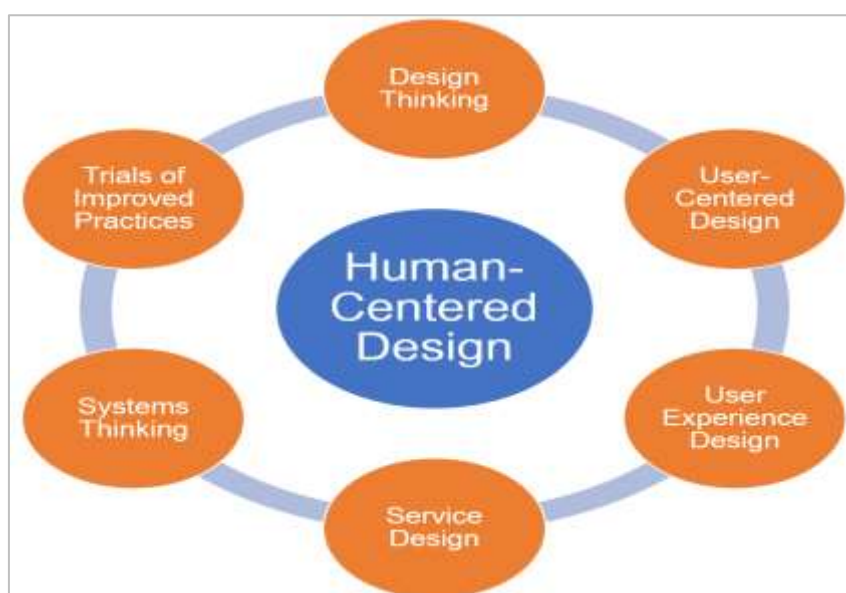 Design
Thinking
User-
Centered
Design
User
Experience
Design
Service
Design
Systems
Thinking
Trials of
Improved
Practices
Human-
Centered
Design